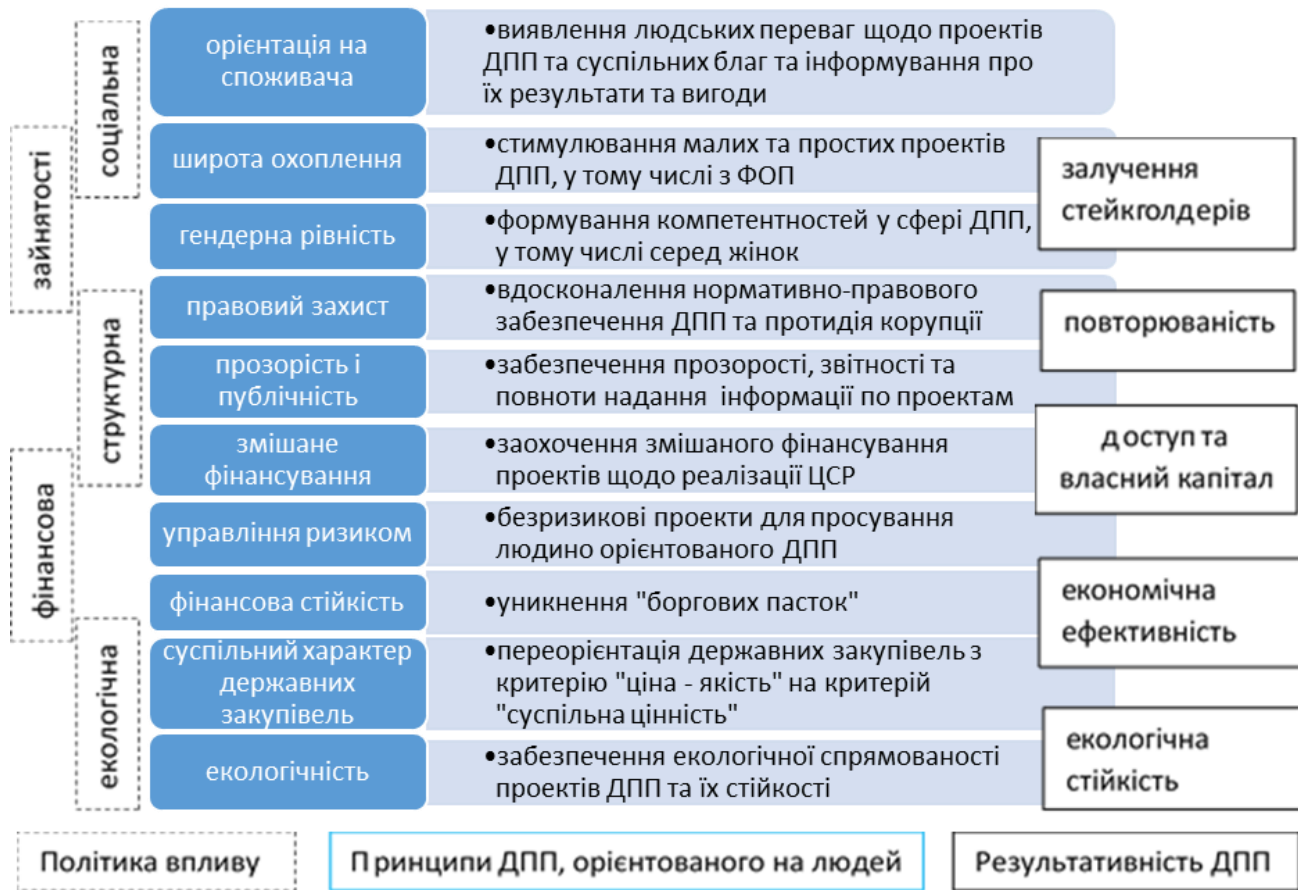 соціальна
зайнятості
структурна
фінансова
екологічна
орієнтація на
споживача
•виявлення людських переваг щодо проектів
ДПП та суспільних благ та інформування про
їх результати та вигоди
широта охоплення
•стимулювання малих та простих проектів
ДПП, у тому числі з ФОП
гендерна рівність
•формування компетентностей у сфері ДПП,
у тому числі серед жінок
правовий захист
•вдосконалення нормативно-правового
забезпечення ДПП та протидія корупції
прозорість і
публічність
•забезпечення прозорості, звітності та
повноти надання інформації по проектам
змішане
фінансування
•заохочення змішаного фінансування
проектів щодо реалізації ЦСР
управління ризиком
•безризикові проекти для просування
людино орієнтованого ДПП
фінансова стійкість
•уникнення "боргових пасток"
суспільний характер
державних
закупівель
•переорієнтація державних закупівель з
критерію "ціна - якість" на критерій
"суспільна цінність"
екологічність
•забезпечення екологічної спрямованості
проектів ДПП та їх стійкості
залучення
стейкголдерів
повторюваність
доступ та
власний капітал
економічна
ефективність
екологічна
стійкість
Політика впливу
Принципи ДПП, орієнтованого на людей
Результативність ДПП